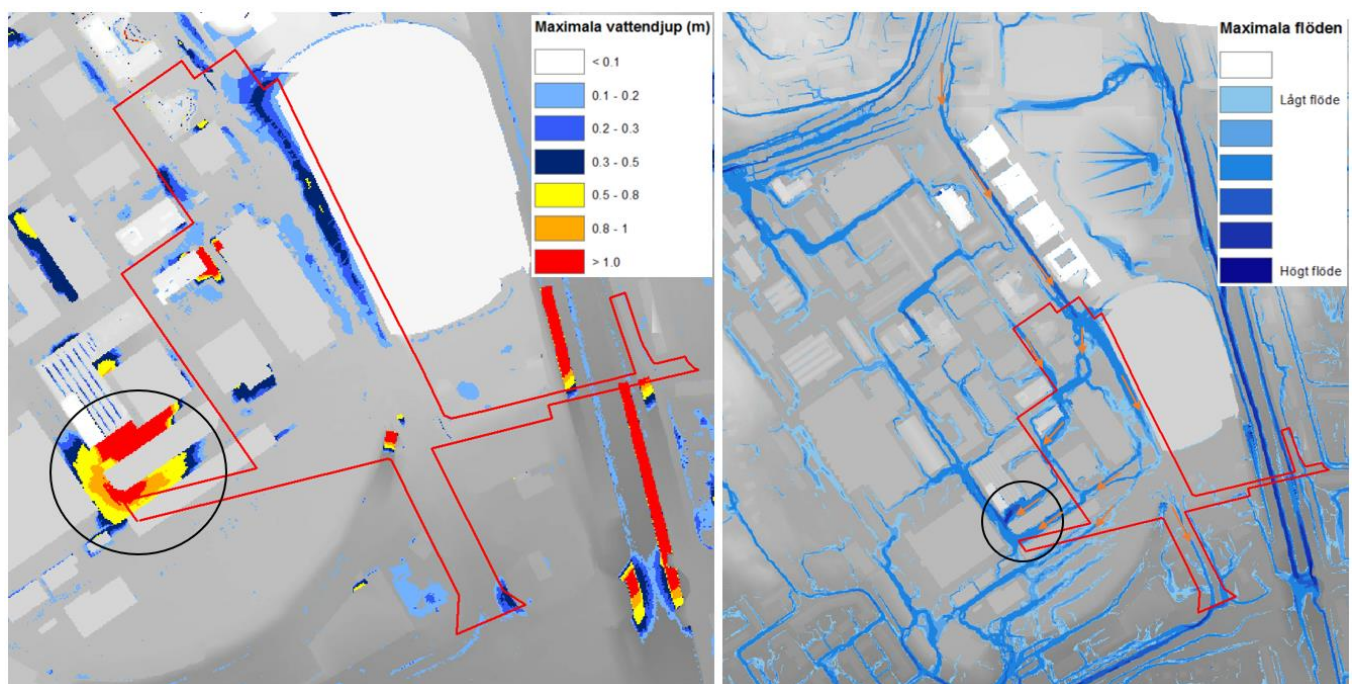 Maximala vattendjup (m)
< 0.1
0.1 - 0.2
0.2 - 0.3
0.3 - 0.5
0.5 - 0.8
0.8 - 1
> 1.0
Maximala flöden
Lågt flöde
Högt flöde